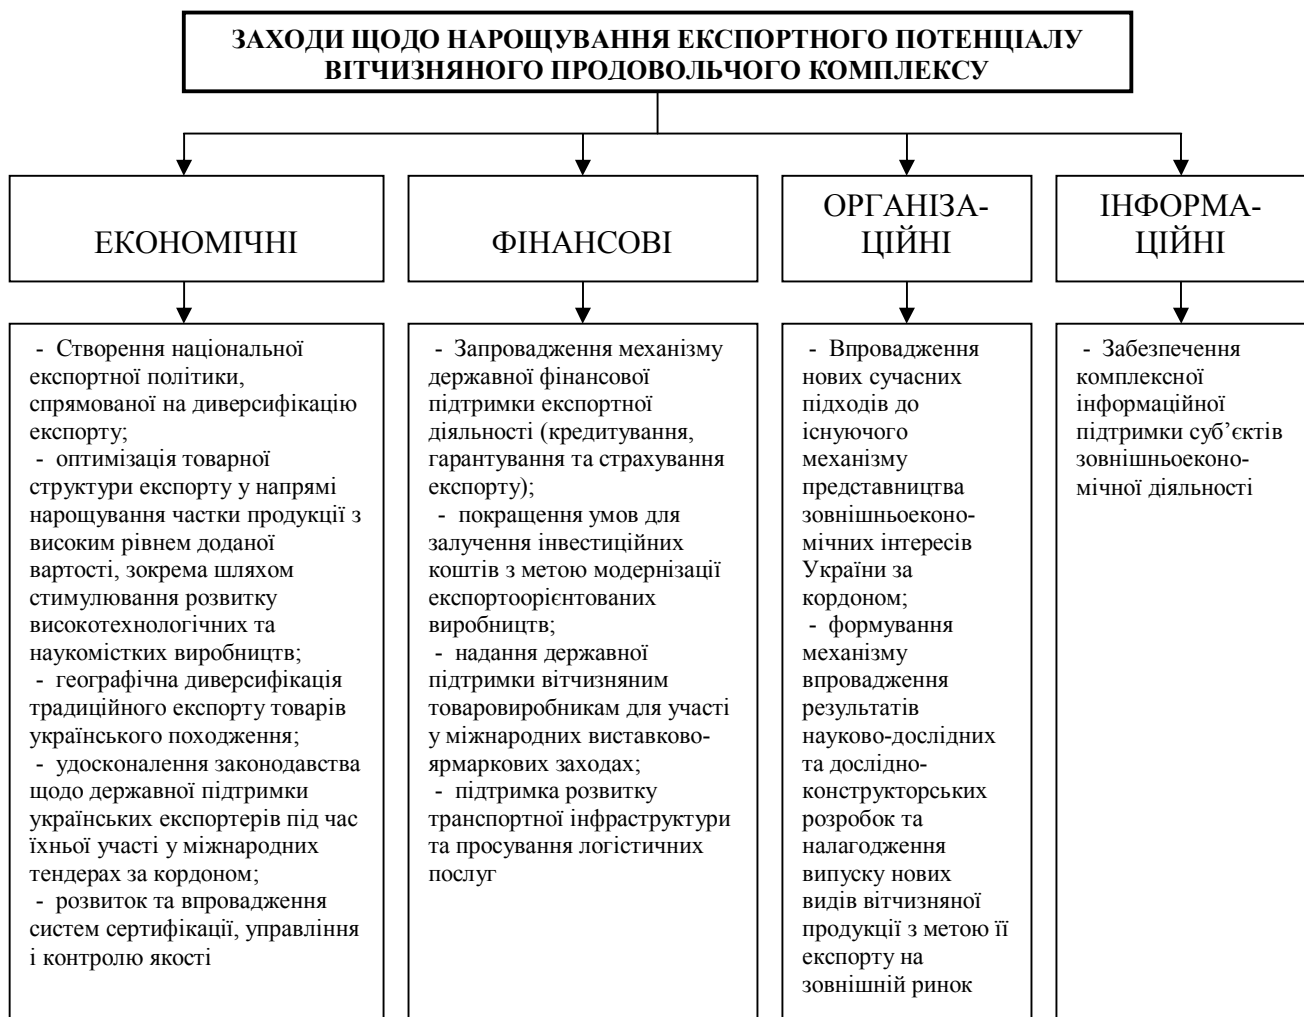 ЗАХОДИ ЩОДО НАРОЩУВАННЯ ЕКСПОРТНОГО ПОТЕНЦІАЛУ
ВІТЧИЗНЯНОГО ПРОДОВОЛЬЧОГО КОМПЛЕКСУ
ЕКОНОМІЧНІ
ФІНАНСОВІ
ОРГАНІЗА-
ЦІЙНІ
ІНФОРМА-
ЦІЙНІ
- Створення національної
експортної політики,
спрямованої на диверсифікацію
експорту;
- оптимізація товарної
структури експорту у напрямі
нарощування частки продукції з
високим рівнем доданої
вартості, зокрема шляхом
стимулювання розвитку
високотехнологічних та
наукомістких виробництв;
- географічна диверсифікація
традиційного експорту товарів
українського походження;
- удосконалення законодавства
щодо державної підтримки
українських експортерів під час
їхньої участі у міжнародних
тендерах за кордоном;
- розвиток та впровадження
систем сертифікації, управління
і контролю якості
- Запровадження механізму
державної фінансової
підтримки експортної
діяльності (кредитування,
гарантування та страхування
експорту);
- покращення умов для
залучення інвестиційних
коштів з метою модернізації
експортоорієнтованих
виробництв;
- надання державної
підтримки вітчизняним
товаровиробникам для участі
у міжнародних виставково-
ярмаркових заходах;
- підтримка розвитку
транспортної інфраструктури
та просування логістичних
послуг
- Впровадження
нових сучасних
підходів до
існуючого
механізму
представництва
зовнішньоеконо-
мічних інтересів
України за
кордоном;
- формування
механізму
впровадження
результатів
науково-дослідних
та дослідно-
конструкторських
розробок та
налагодження
випуску нових
видів вітчизняної
продукції з метою її
експорту на
зовнішній ринок
- Забезпечення
комплексної
інформаційної
підтримки суб’єктів
зовнішньоеконо-
мічної діяльності